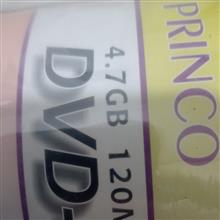 PRINCO
4.7GB 120M
DVD-